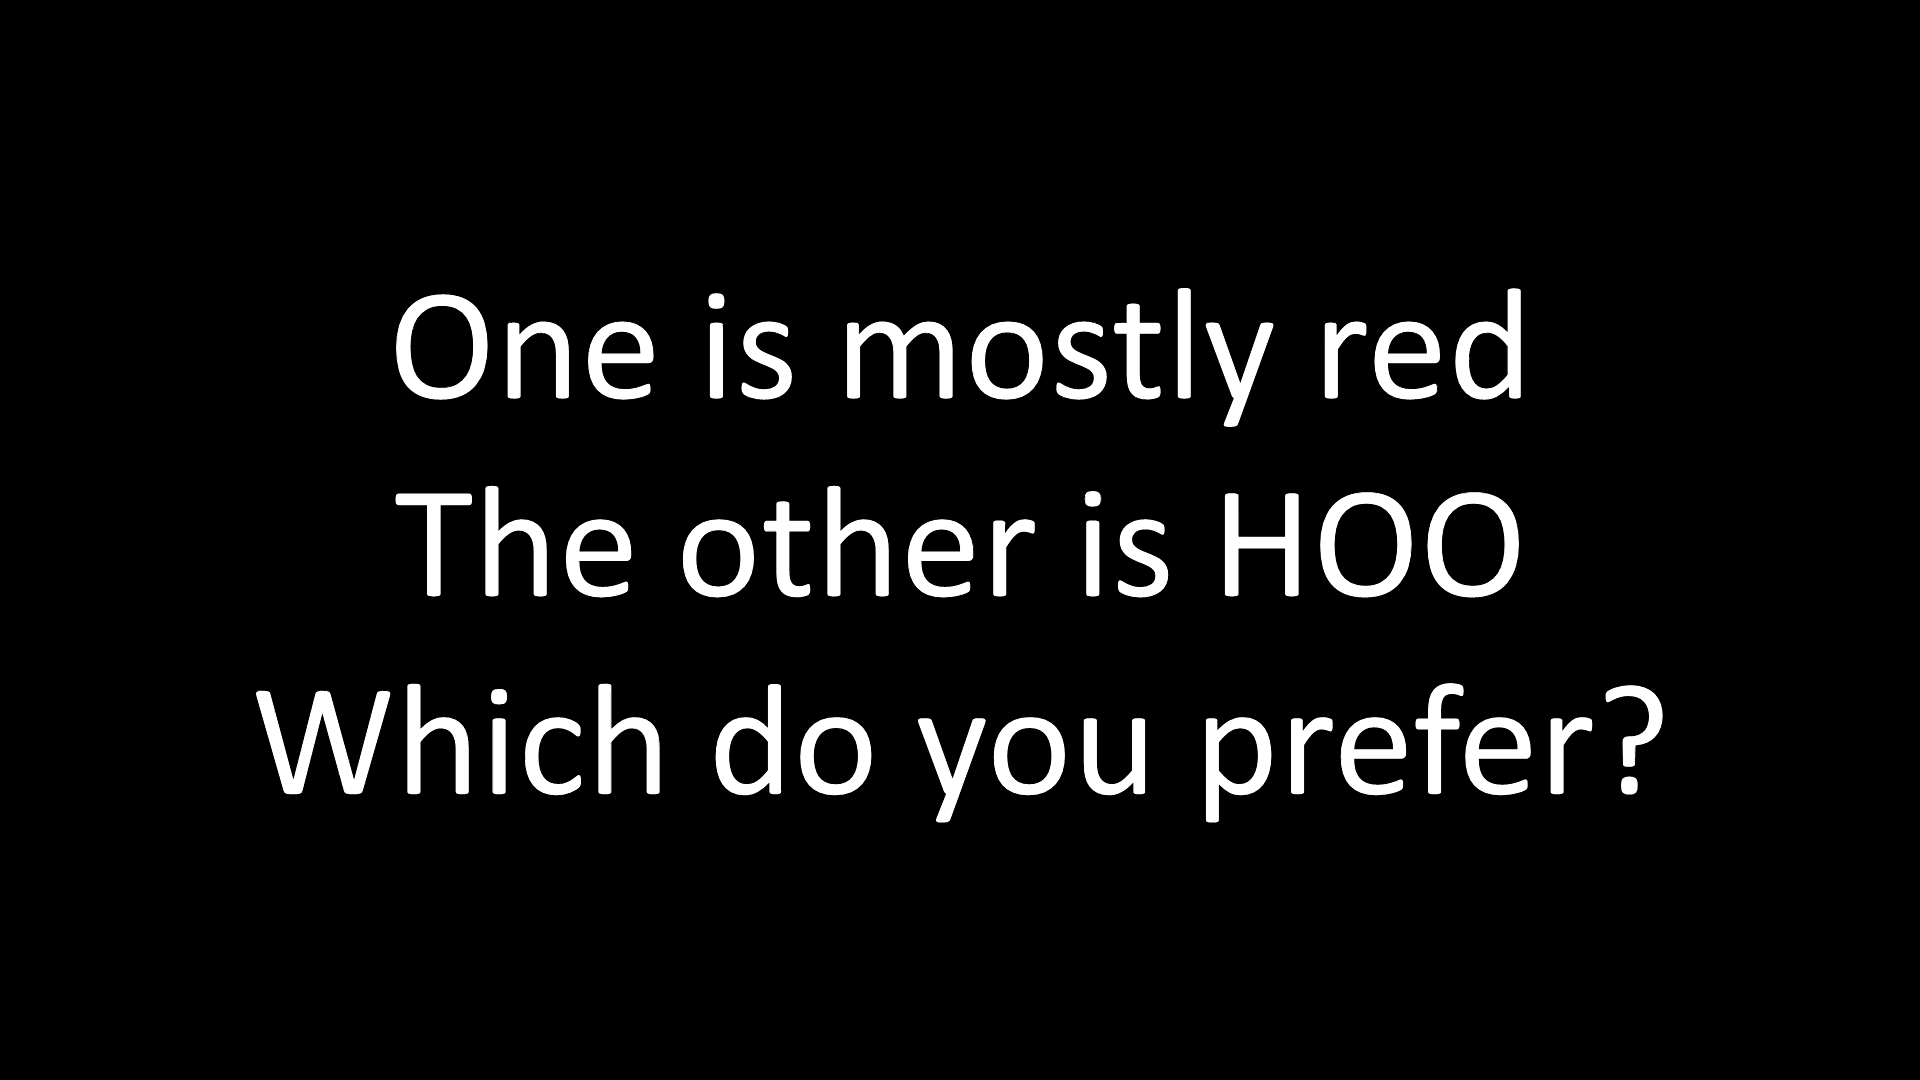 One is mostly red
The other is HOO
Which do you prefer?